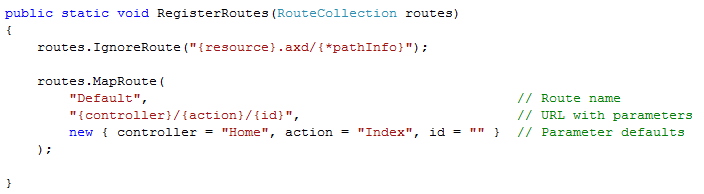 public static void RegisterRoutes(RouteCollection routes)
{
    routes.IgnoreRoute("{resource}.axd/{*pathInfo}");
    routes.MapRoute(
        "Default",                                              // Route name
        "{controller}/{action}/{id}",                           // URL with parameters
        new { controller = "Home", action = "Index", id = "" }  // Parameter defaults
    );
}